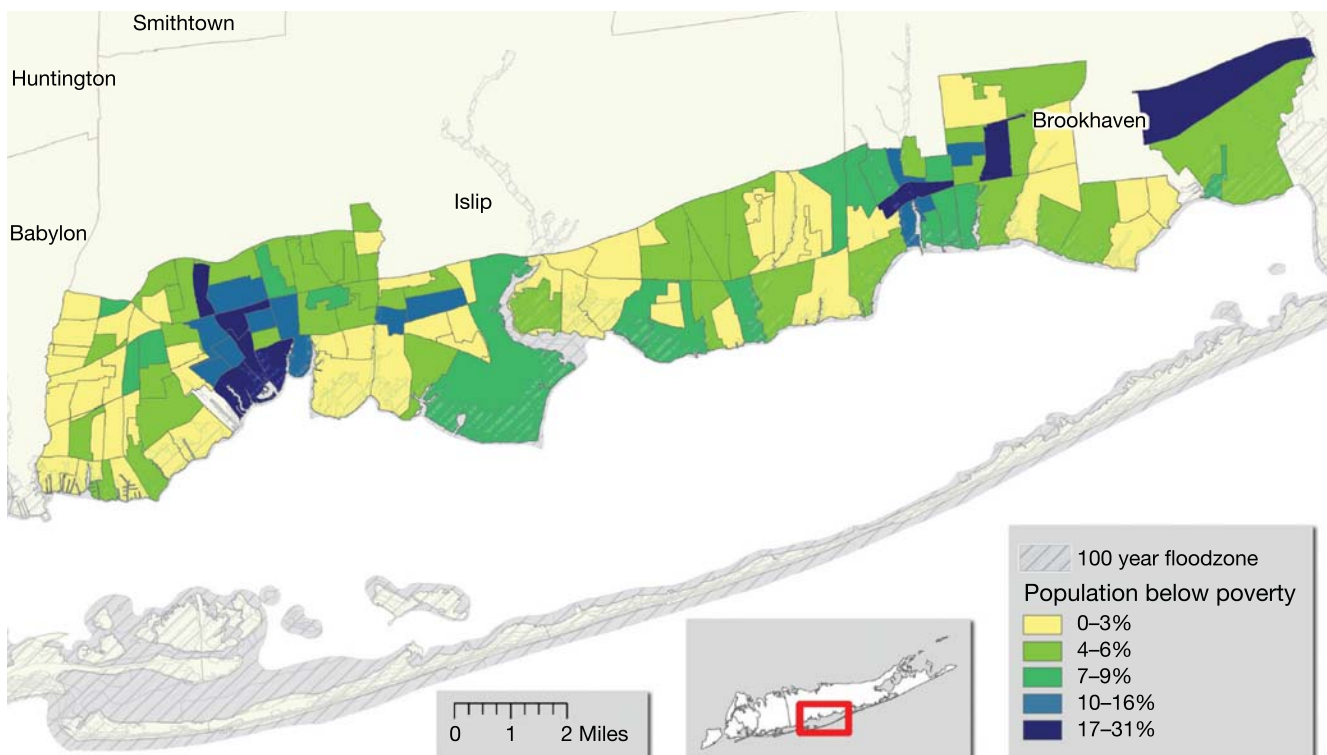 Smithtown
Huntington
Brookhaven
Islip
Babylon
100 year floodzone
Population below poverty
0–3%
4–6%
7–9%
10–16%
17–31%
0 1 2 Miles